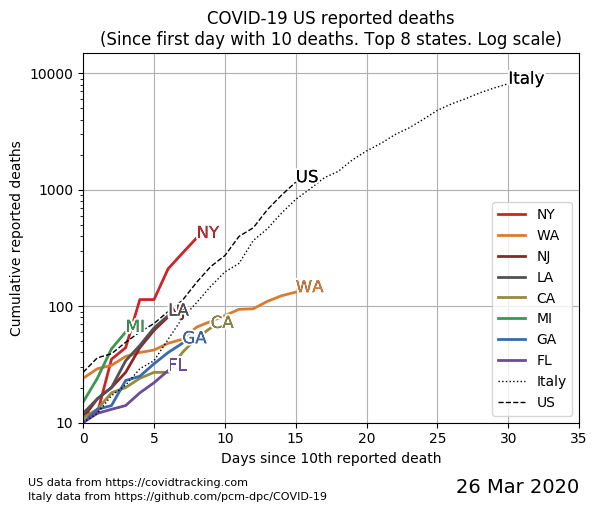 COVID-19 US reported deaths
(Since first day with 10 deaths. Top 8 states. Log scale)
Cumulative reported deaths
10000
1000
100
10
Italy
US
NY
WA
MI
LA
CA
GA
FL
NY
WA
NJ
LA
CA
MI
GA
FL
Italy
US
0 5 10 15 20 25 30 35
Days since 10th reported death
US data from https://covidtracking.com
Italy data from https://github.com/pcm-dpc/COVID-19
26 Mar 2020